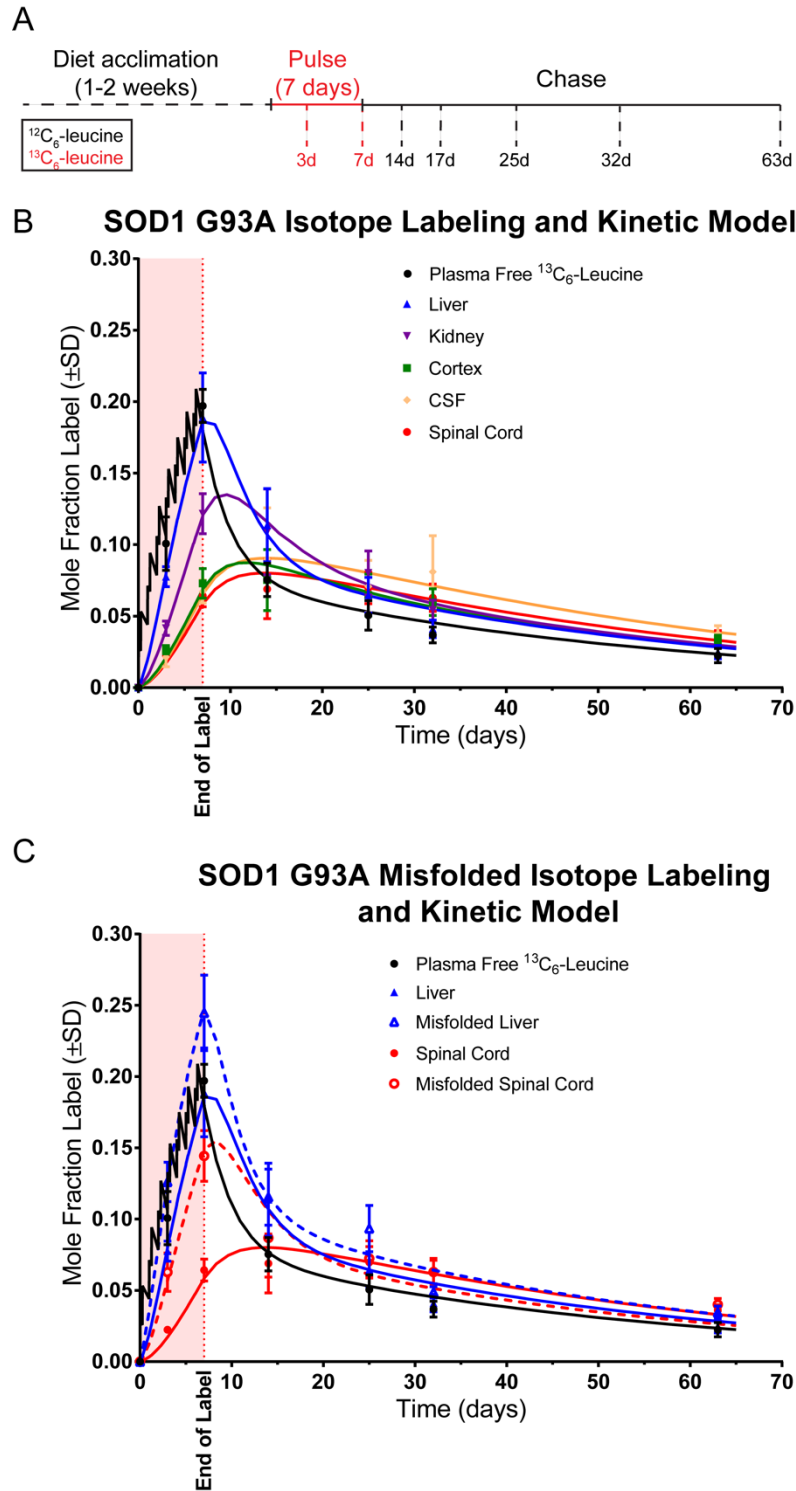 A
Diet acclimation
(1-2 weeks)
Pulse
(7 days)
Chase
¹²C₆-leucine
¹³C₆-leucine
3d
7d
14d
17d
25d
32d
63d
B
SOD1 G93A Isotope Labeling and Kinetic Model
Mole Fraction Label (±SD)
0.30
0.25
0.20
0.15
0.10
0.05
0.00
Plasma Free ¹³C₆-Leucine
Liver
Kidney
Cortex
CSF
Spinal Cord
0
10
20
30
40
50
60
70
Time (days)
End of Label
C
SOD1 G93A Misfolded Isotope Labeling
and Kinetic Model
Mole Fraction Label (±SD)
0.30
0.25
0.20
0.15
0.10
0.05
0.00
Plasma Free ¹³C₆-Leucine
Liver
Misfolded Liver
Spinal Cord
Misfolded Spinal Cord
0
10
20
30
40
50
60
70
Time (days)
End of Label